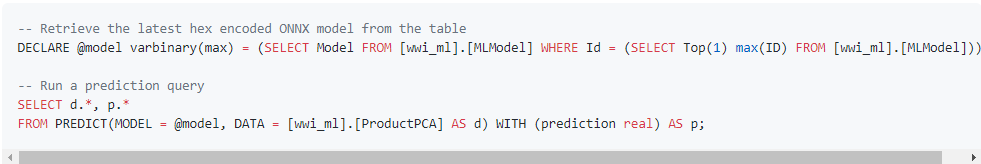 -- Retrieve the latest hex encoded ONNX model from the table
DECLARE @model varbinary(max) = (SELECT Model FROM [wwi_ml].[MLModel] WHERE Id = (SELECT Top(1) max(ID) FROM [wwi_ml].[MLModel]))
-- Run a prediction query
SELECT d.*, p.*
FROM PREDICT(MODEL = @model, DATA = [wwi_ml].[ProductPCA] AS d) WITH (prediction real) AS p;